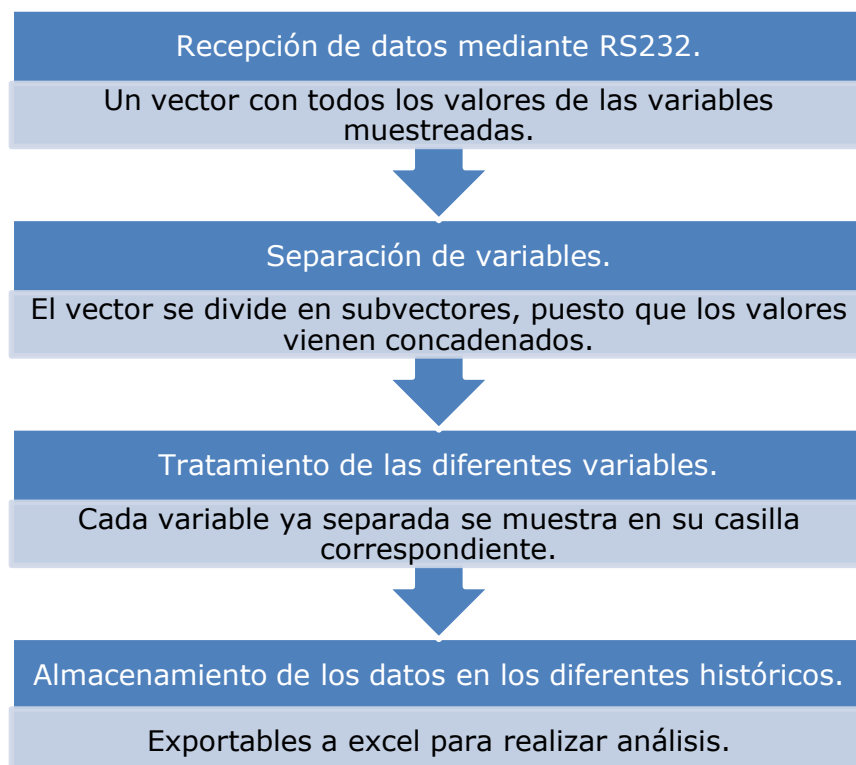 Recepción de datos mediante RS232.
Un vector con todos los valores de las variables
muestreadas.
Separación de variables.
El vector se divide en subvectores, puesto que los valores
vienen concadenados.
Tratamiento de las diferentes variables.
Cada variable ya separada se muestra en su casilla
correspondiente.
Almacenamiento de los datos en los diferentes históricos.
Exportables a excel para realizar análisis.